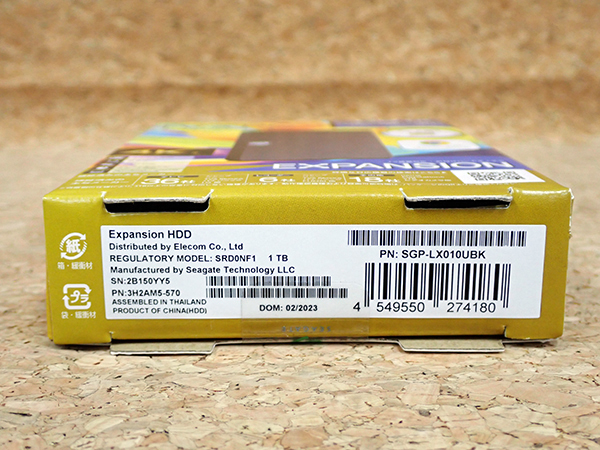 EXPANSION
紙
箱・緩衝材
プラ
袋・緩衝材
Expansion HDD
Distributed by Elecom Co., Ltd
REGULATORY MODEL: SRD0NF1 1 TB
Manufactured by Seagate Technology LLC
SN:2B150YY5
PN:3H2AM5-570
ASSEMBLED IN THAILAND
PRODUCT OF CHINA(HDD)
DOM: 02/2023
PN: SGP-LX010UBK
4 549550 274180